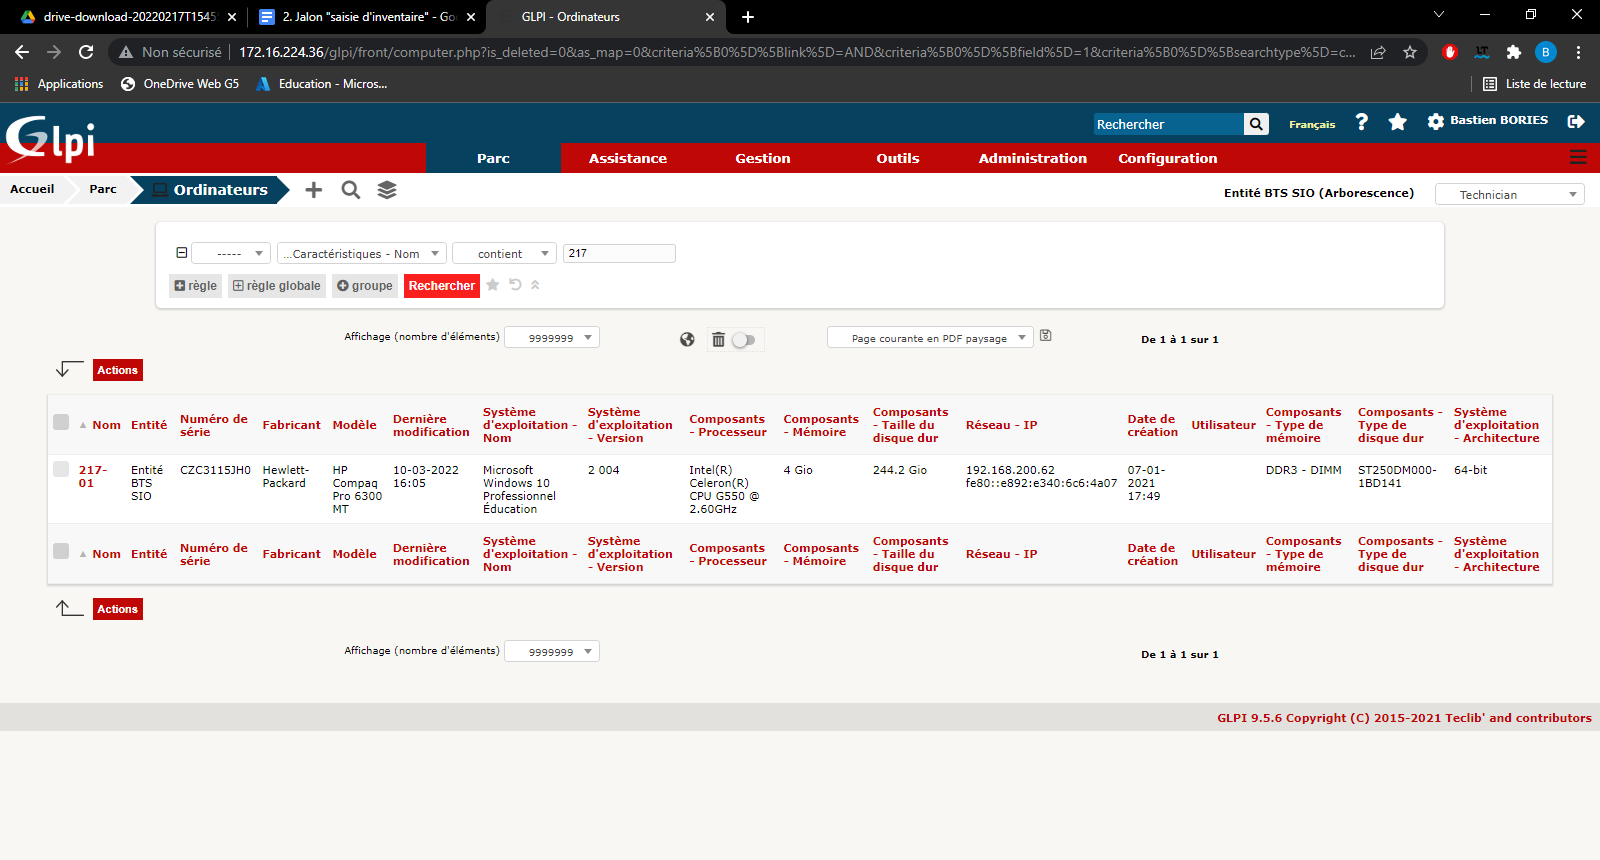 drive-download-20220217T1545
2. Jalon "saisie d'inventaire" - Goo
GLPI - Ordinateurs
Non sécurisé
172.16.224.36/glpi/front/computer.php?is_deleted=0&as_map=0&criteria%5B0%5D%5Blink%5D=AND&criteria%5B0%5D%5Bfield%5D=1&criteria%5B0%5D%5Bsearchtype%5D=c...
B
Applications
OneDrive Web G5
Education - Micros...
Liste de lecture
Glpi
Rechercher
Français
?
Bastien BORIES
Parc
Assistance
Gestion
Outils
Administration
Configuration
Accueil
Parc
Ordinateurs
Entité BTS SIO (Arborescence)
Technician
-----
...Caractéristiques - Nom
contient
217
règle
règle globale
groupe
Rechercher
Affichage (nombre d'éléments)
9999999
Page courante en PDF paysage
De 1 à 1 sur 1
Actions
Nom
Entité
Numéro de
série
Fabricant
Modèle
Dernière
modification
Système
d'exploitation -
Nom
Système
d'exploitation
- Version
Composants
- Processeur
Composants
- Mémoire
Composants
- Taille du
disque dur
Réseau - IP
Date de
création
Utilisateur
Composants
- Type de
mémoire
Composants -
Type de
disque dur
Système
d'exploitation
- Architecture
217-
01
Entité
BTS
SIO
CZC3115JH0
Hewlett-
Packard
HP
Compaq
Pro 6300
MT
10-03-2022
16:05
Microsoft
Windows 10
Professionnel
Éducation
2 004
Intel(R)
Celeron(R)
CPU G550 @
2.60GHz
4 Gio
244.2 Gio
192.168.200.62
fe80::e892:e340:6c6:4a07
07-01-
2021
17:49
DDR3 - DIMM
ST250DM000-
1BD141
64-bit
Nom
Entité
Numéro de
série
Fabricant
Modèle
Dernière
modification
Système
d'exploitation -
Nom
Système
d'exploitation
- Version
Composants
- Processeur
Composants
- Mémoire
Composants
- Taille du
disque dur
Réseau - IP
Date de
création
Utilisateur
Composants
- Type de
mémoire
Composants -
Type de
disque dur
Système
d'exploitation
- Architecture
Actions
Affichage (nombre d'éléments)
9999999
De 1 à 1 sur 1
GLPI 9.5.6 Copyright (C) 2015-2021 Teclib' and contributors